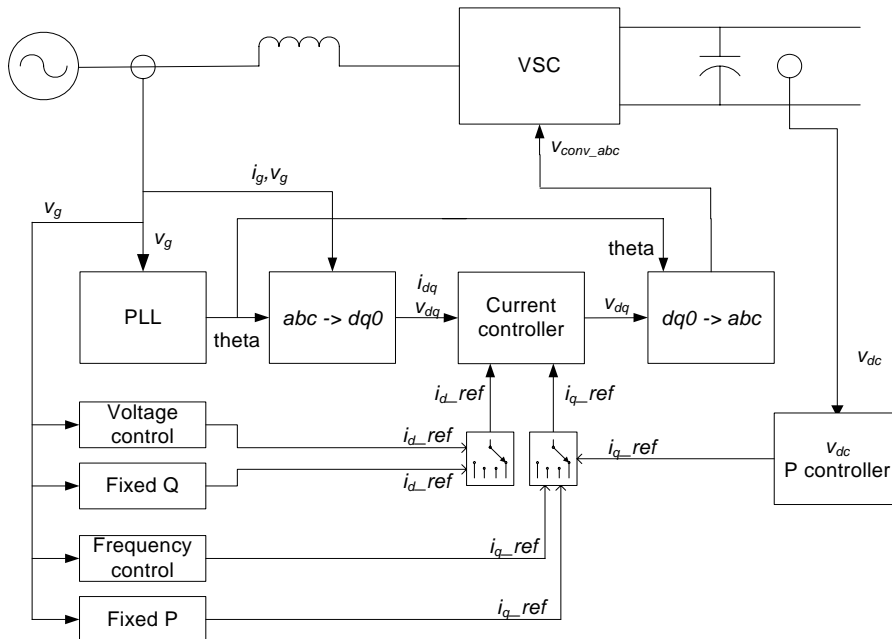 VSC
v_conv_abc
i_g,v_g
v_g
v_g
theta
PLL
theta
abc -> dq0
i_dq
v_dq
Current
controller
v_dq
dq0 -> abc
v_dc
i_d_ref
i_q_ref
Voltage
control
i_d_ref
Fixed Q
i_d_ref
i_q_ref
v_dc
P controller
Frequency
control
i_q_ref
Fixed P
i_q_ref